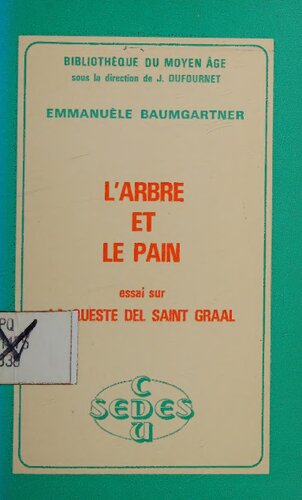 BIBLIOTHÈQUE DU MOYEN ÂGE
sous la direction de J. DUFOURNET
EMMANUÈLE BAUMGARTNER
L'ARBRE
ET
LE PAIN
essai sur
QUESTE DEL SAINT GRAAL
PQ
CDU
SEDES